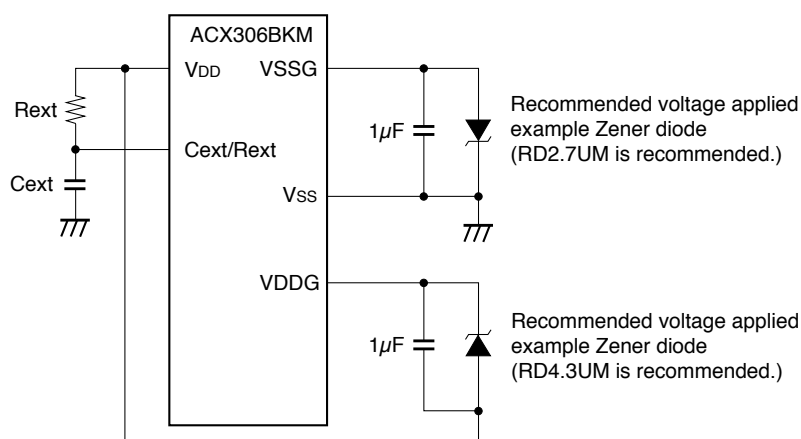 ACX306BKM
VDD
VSSG
Rext
1µF
Recommended voltage applied
example Zener diode
(RD2.7UM is recommended.)
Cext/Rext
Cext
VSS
VDDG
1µF
Recommended voltage applied
example Zener diode
(RD4.3UM is recommended.)